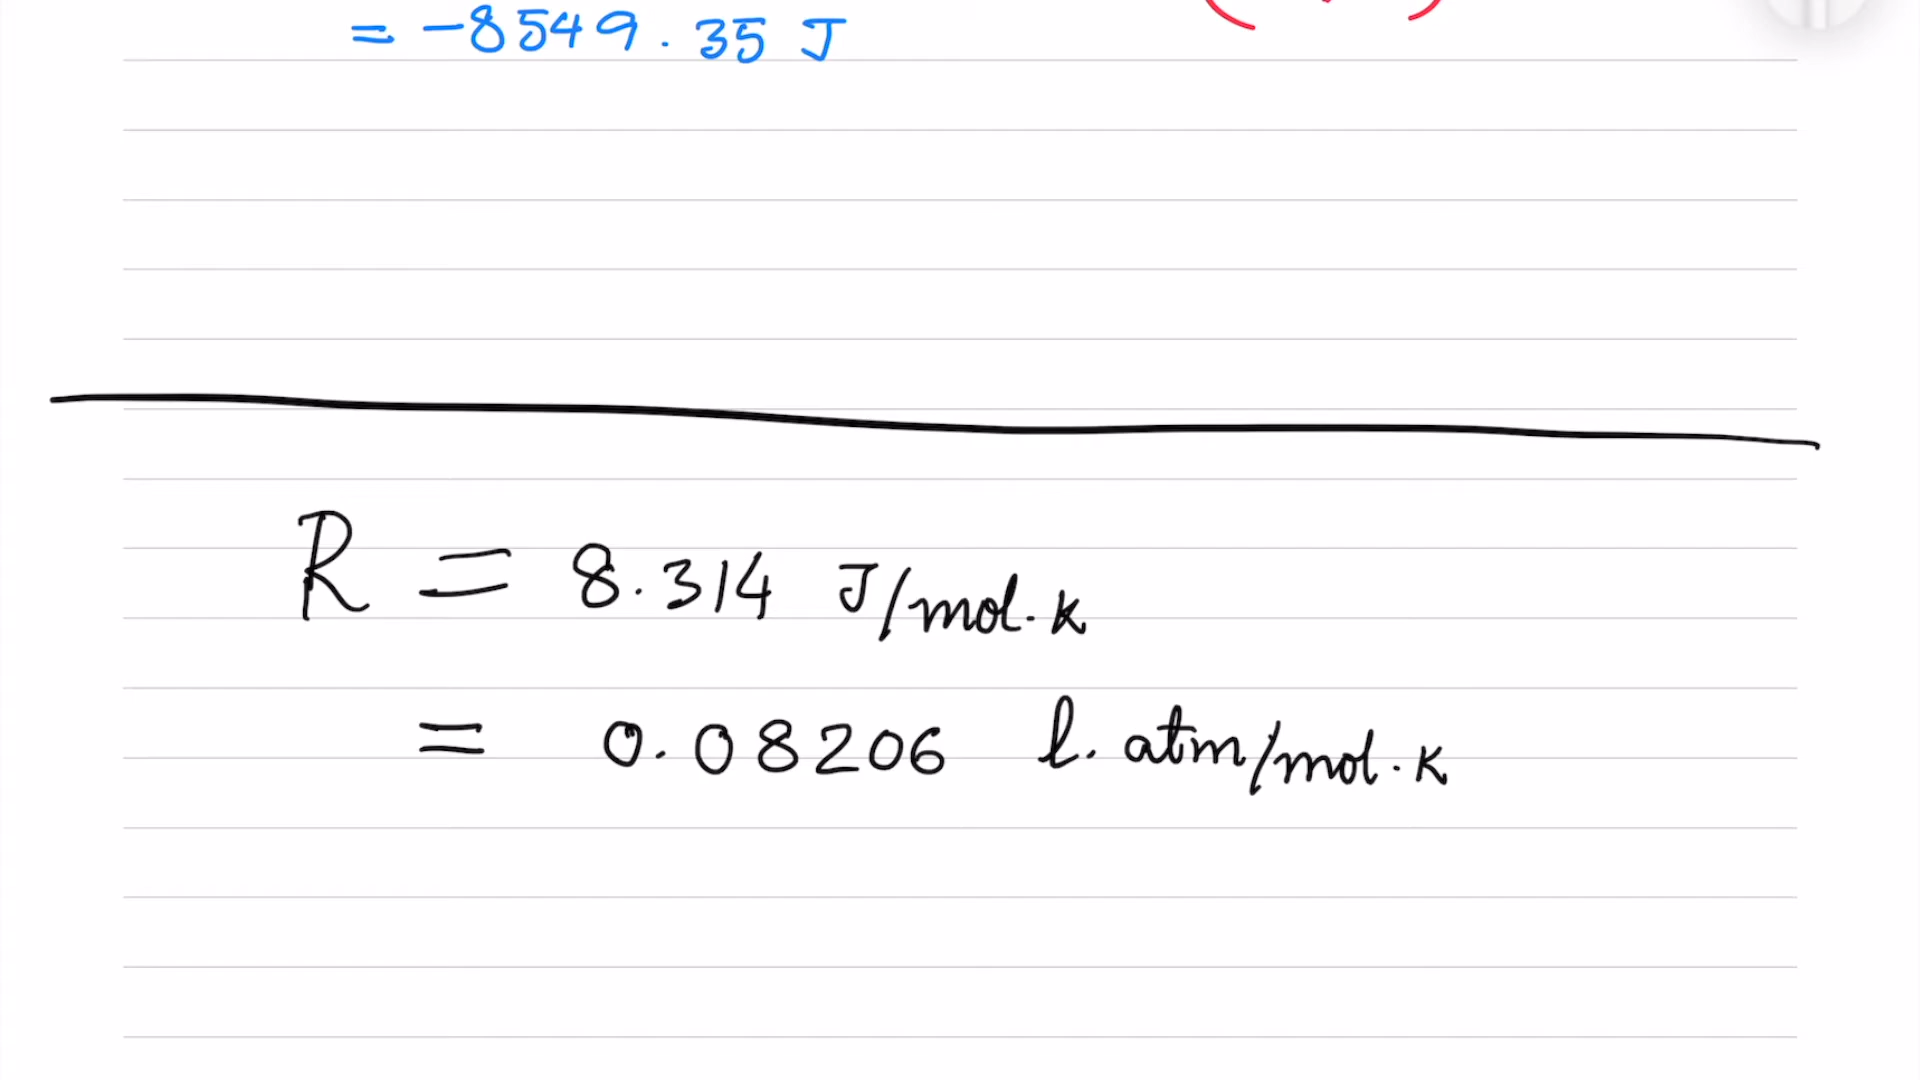 = -8549.35 J
R = 8.314 J/mol.K
= 0.08206 l.atm/mol.K